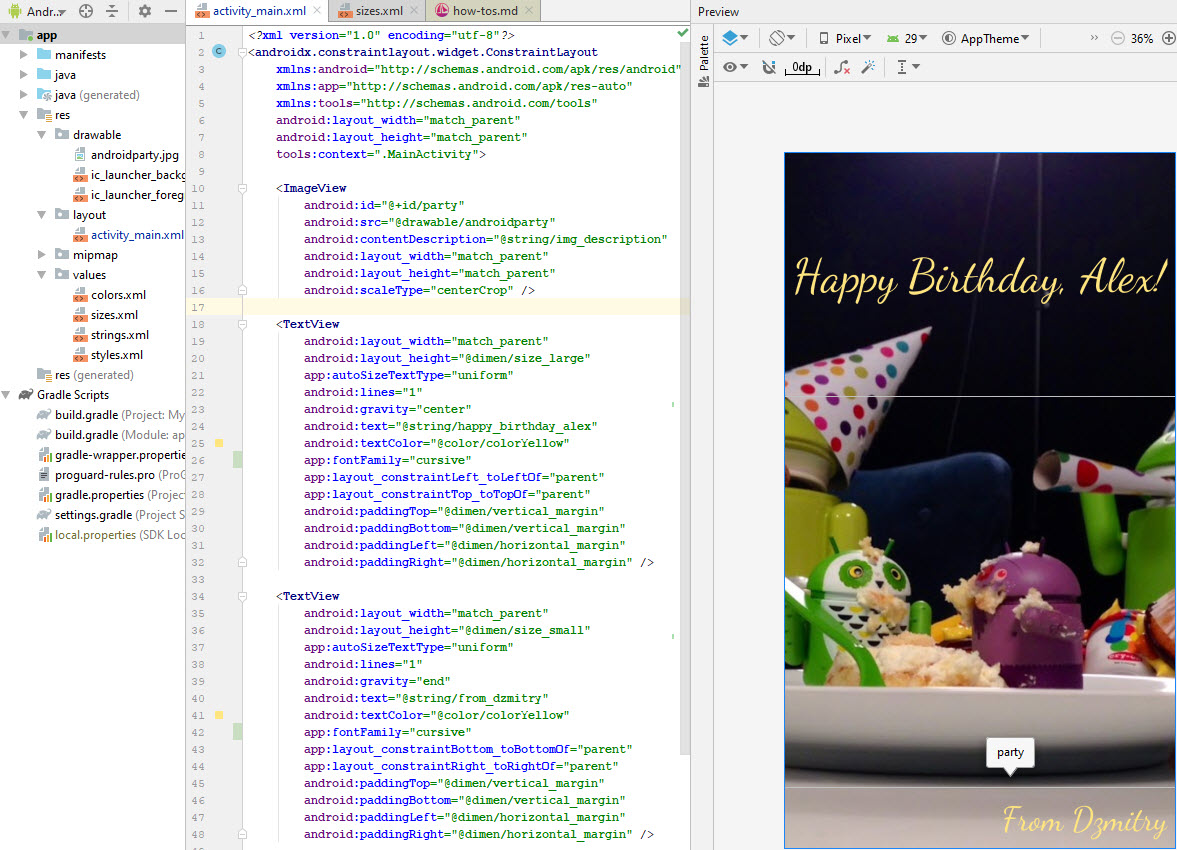 Andr..
activity_main.xml
sizes.xml
how-tos.md
Preview
app
manifests
java
java (generated)
res
drawable
androidparty.jpg
ic_launcher_backg
ic_launcher_foreg
layout
activity_main.xml
mipmap
values
colors.xml
sizes.xml
strings.xml
styles.xml
res (generated)
Gradle Scripts
build.gradle (Project: My
build.gradle (Module: ap
gradle-wrapper.propertie
proguard-rules.pro (ProG
gradle.properties (Project
settings.gradle (Project S
local.properties (SDK Loc
1 <?xml version="1.0" encoding="utf-8"?>
2 C <androidx.constraintlayout.widget.ConstraintLayout
3 xmlns:android="http://schemas.android.com/apk/res/android"
4 xmlns:app="http://schemas.android.com/apk/res-auto"
5 xmlns:tools="http://schemas.android.com/tools"
6 android:layout_width="match_parent"
7 android:layout_height="match_parent"
8 tools:context=".MainActivity">
9
10 <ImageView
11 android:id="@+id/party"
12 android:src="@drawable/androidparty"
13 android:contentDescription="@string/img_description"
14 android:layout_width="match_parent"
15 android:layout_height="match_parent"
16 android:scaleType="centerCrop" />
17
18 <TextView
19 android:layout_width="match_parent"
20 android:layout_height="@dimen/size_large"
21 app:autoSizeTextType="uniform"
22 android:lines="1"
23 android:gravity="center"
24 android:text="@string/happy_birthday_alex"
25 android:textColor="@color/colorYellow"
26 app:fontFamily="cursive"
27 app:layout_constraintLeft_toLeftOf="parent"
28 app:layout_constraintTop_toTopOf="parent"
29 android:paddingTop="@dimen/vertical_margin"
30 android:paddingBottom="@dimen/vertical_margin"
31 android:paddingLeft="@dimen/horizontal_margin"
32 android:paddingRight="@dimen/horizontal_margin" />
33
34 <TextView
35 android:layout_width="match_parent"
36 android:layout_height="@dimen/size_small"
37 app:autoSizeTextType="uniform"
38 android:lines="1"
39 android:gravity="end"
40 android:text="@string/from_dzmitry"
41 android:textColor="@color/colorYellow"
42 app:fontFamily="cursive"
43 app:layout_constraintBottom_toBottomOf="parent"
44 app:layout_constraintRight_toRightOf="parent"
45 android:paddingTop="@dimen/vertical_margin"
46 android:paddingBottom="@dimen/vertical_margin"
47 android:paddingLeft="@dimen/horizontal_margin"
48 android:paddingRight="@dimen/horizontal_margin" />
Palette
Pixel
29
AppTheme
36%
0dp
Happy Birthday, Alex!
party
From Dzmitry